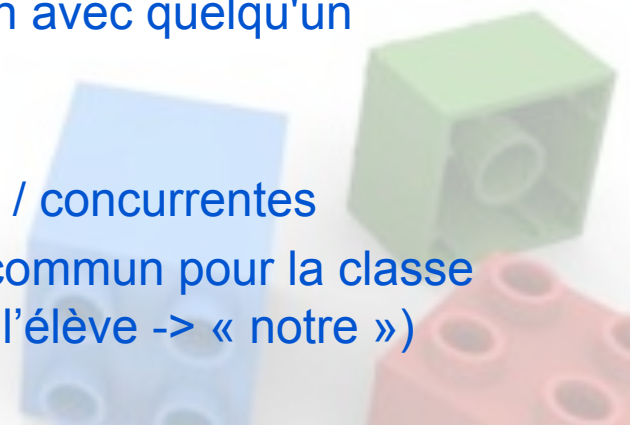 n avec quelqu'un
/ concurrentes
commun pour la classe
l’élève -> « notre »)